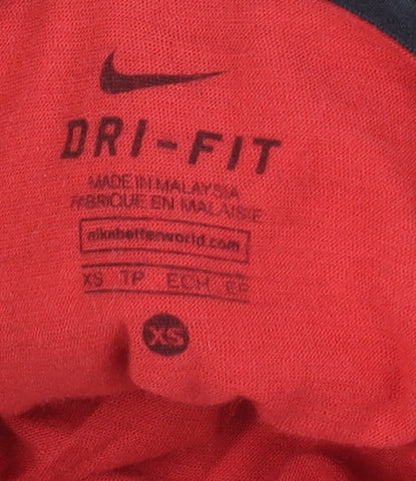 DRI-FIT
MADE IN MALAYSIA
FABRIQUE EN MALAISIE
nikebetterworld.com
XS TP ECH EP
XS